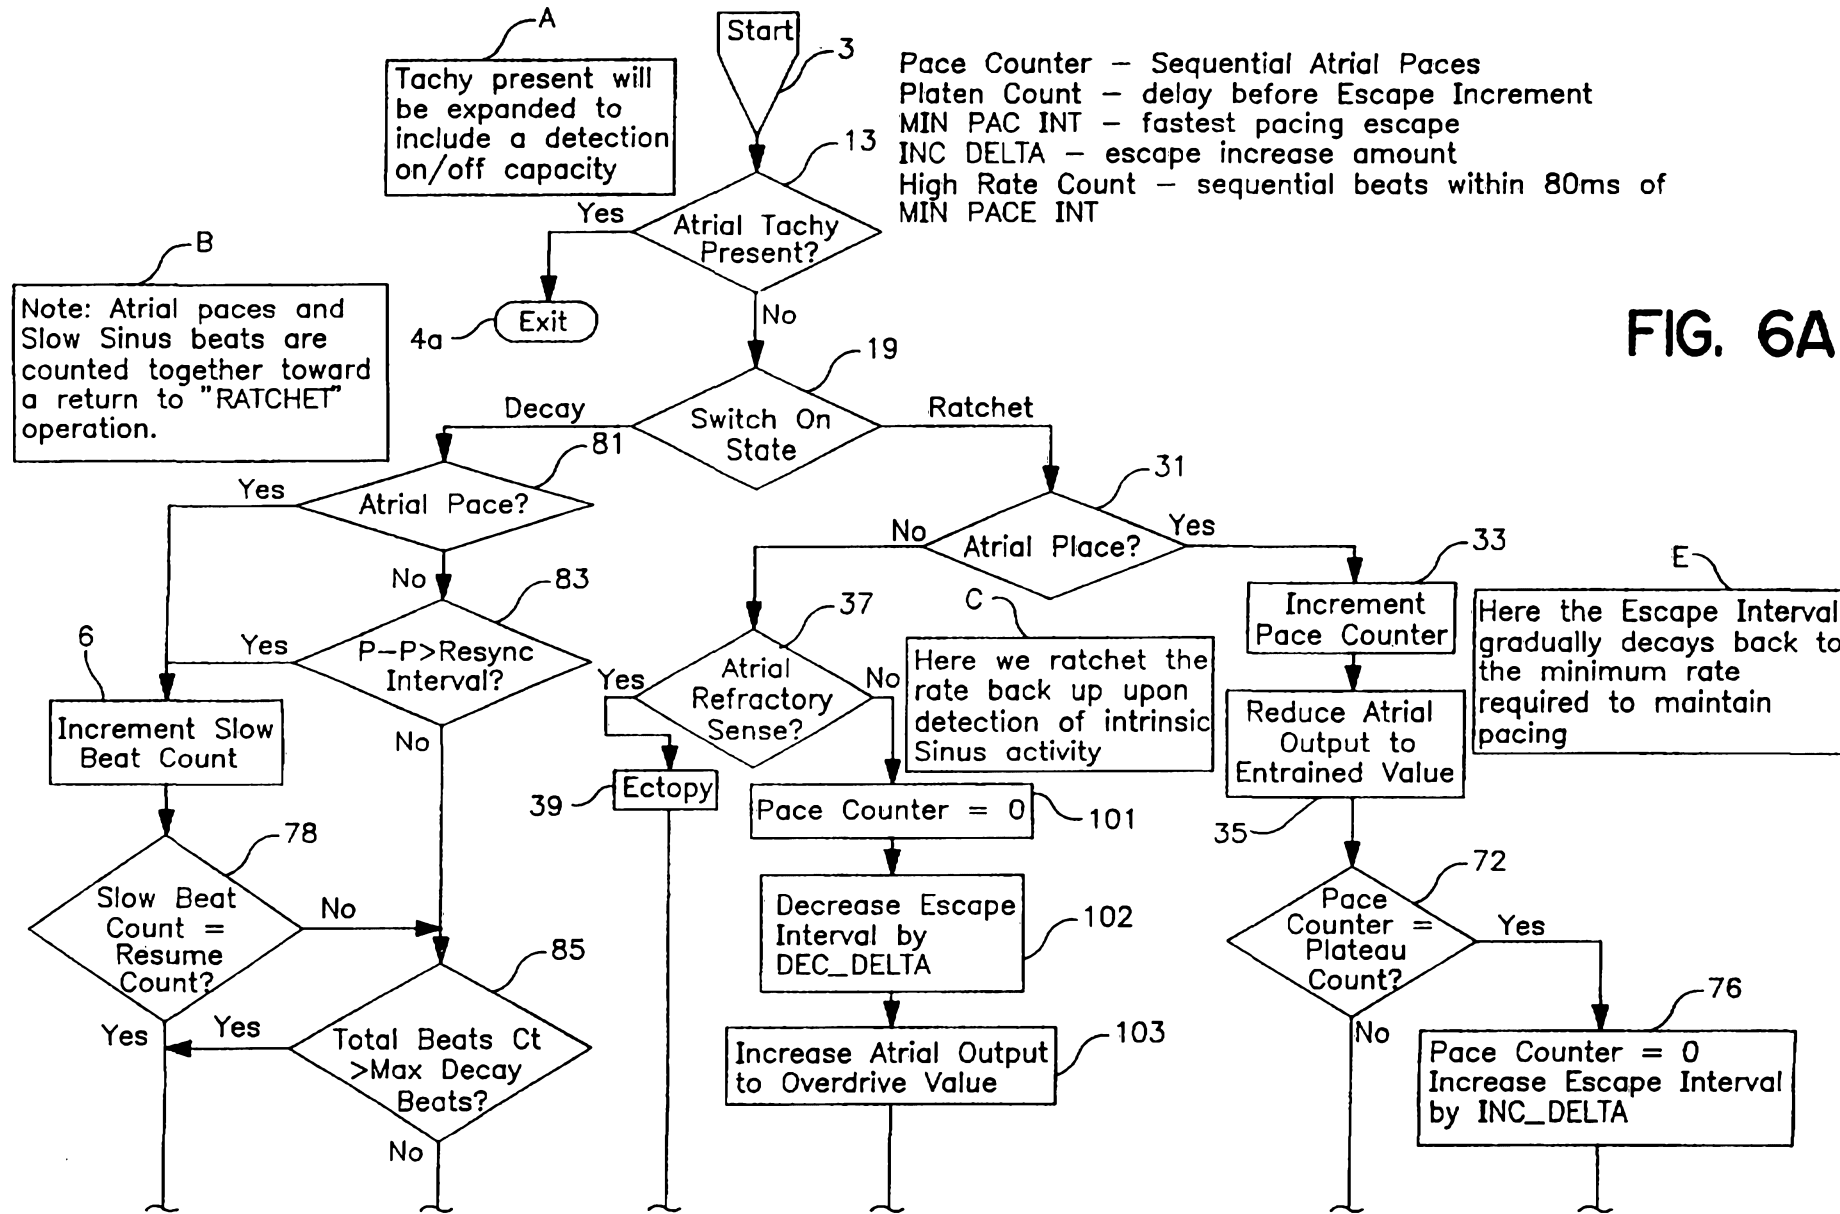 A
Start
3
Tachy present will
be expanded to
include a detection
on/off capacity
Pace Counter – Sequential Atrial Paces
Platen Count – delay before Escape Increment
MIN PAC INT – fastest pacing escape
INC DELTA – escape increase amount
High Rate Count – sequential beats within 80ms of
MIN PACE INT
13
Yes
Atrial Tachy
Present?
B
Note: Atrial paces and
Slow Sinus beats are
counted together toward
a return to "RATCHET"
operation.
4a
Exit
No
FIG. 6A
19
Decay
Switch On
State
Ratchet
81
Yes
Atrial Pace?
31
No
Atrial Place?
Yes
No
83
37
C
33
E
6
Yes
P–P>Resync
Interval?
No
Yes
Atrial
Refractory
Sense?
No
Here we ratchet the
rate back up upon
detection of intrinsic
Sinus activity
Increment
Pace Counter
Here the Escape Interval
gradually decays back to
the minimum rate
required to maintain
pacing
Increment Slow
Beat Count
Reduce Atrial
Output to
Entrained Value
39
Ectopy
Pace Counter = 0
101
35
78
Slow Beat
Count =
Resume
Count?
No
Yes
Decrease Escape
Interval by
DEC_DELTA
102
72
Pace
Counter =
Plateau
Count?
Yes
No
85
Yes
Total Beats Ct
>Max Decay
Beats?
No
Increase Atrial Output
to Overdrive Value
103
76
Pace Counter = 0
Increase Escape Interval
by INC_DELTA